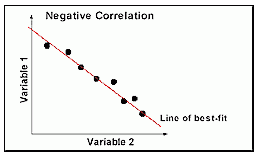 Negative Correlation
Variable 1
Line of best-fit
Variable 2